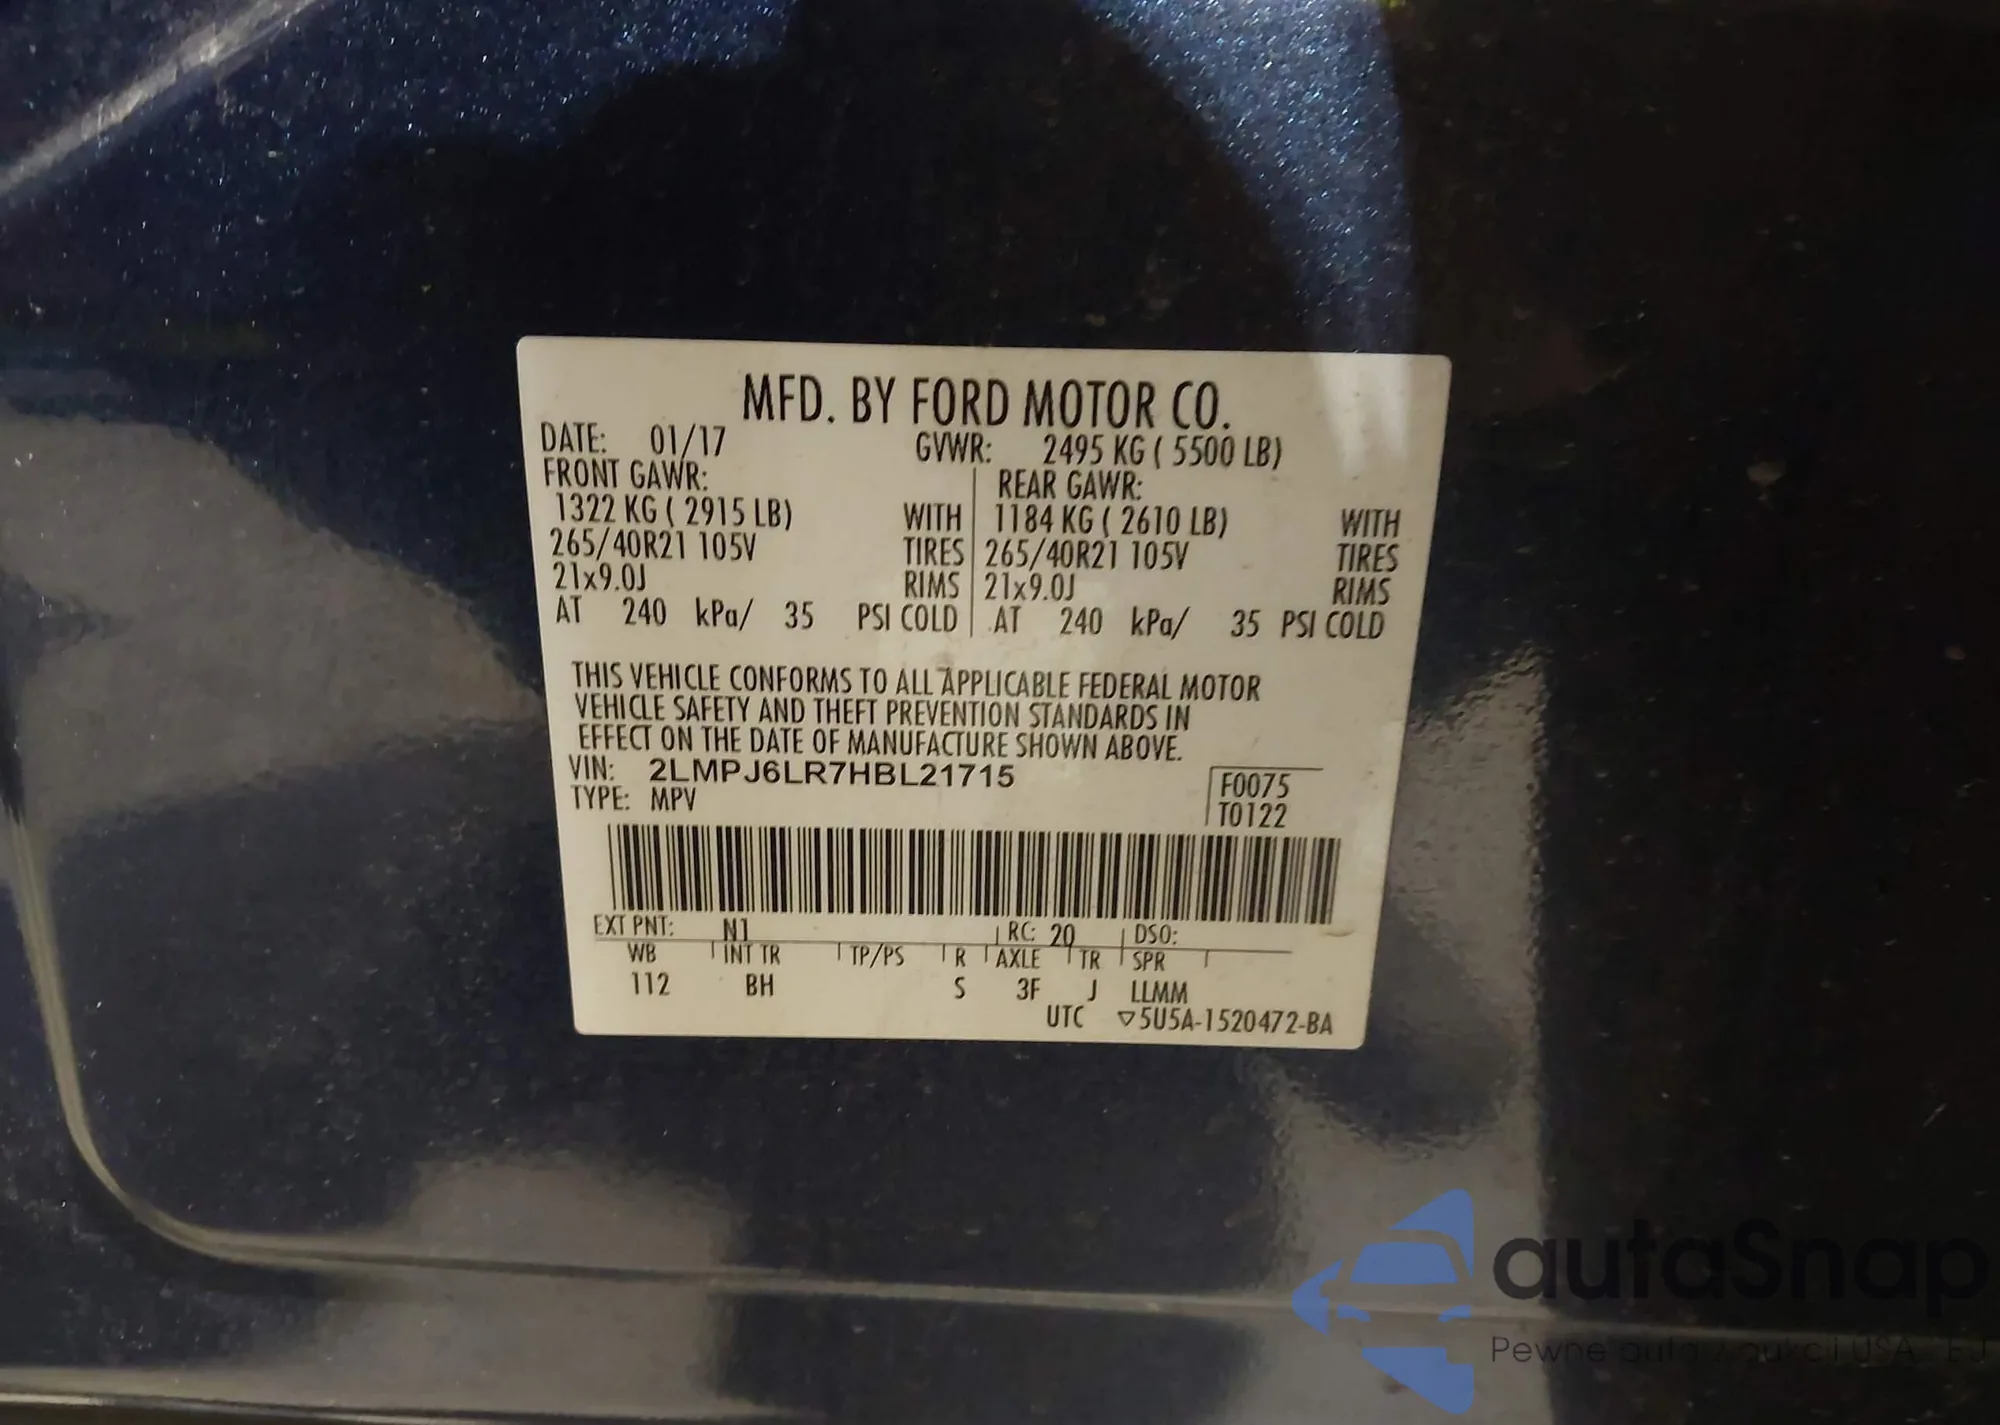 MFD. BY FORD MOTOR CO.
DATE: 01/17 GVWR: 2495 KG ( 5500 LB)
FRONT GAWR: REAR GAWR:
1322 KG ( 2915 LB) WITH 1184 KG ( 2610 LB) WITH
265/40R21 105V TIRES 265/40R21 105V TIRES
21x9.0J RIMS 21x9.0J RIMS
AT 240 kPa/ 35 PSI COLD AT 240 kPa/ 35 PSI COLD
THIS VEHICLE CONFORMS TO ALL APPLICABLE FEDERAL MOTOR
VEHICLE SAFETY AND THEFT PREVENTION STANDARDS IN
EFFECT ON THE DATE OF MANUFACTURE SHOWN ABOVE.
VIN: 2LMPJ6LR7HBL21715
TYPE: MPV
F0075
T0122
EXT PNT: N1 RC: 20 DSO:
WB INT TR TP/PS R AXLE TR SPR
112 BH S 3F J LLMM
UTC ▽5U5A-1520472-BA
autaSnap
Pewne auta z aukcji USA